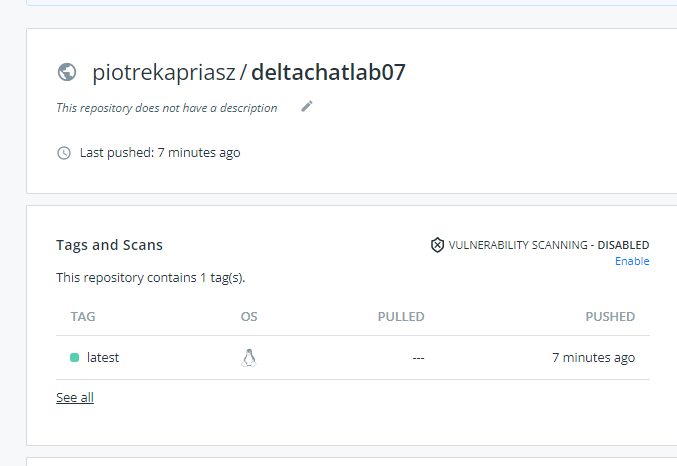 piotrekapriasz / deltachatlab07
This repository does not have a description
Last pushed: 7 minutes ago
Tags and Scans
VULNERABILITY SCANNING - DISABLED
Enable
This repository contains 1 tag(s).
TAG OS PULLED PUSHED
latest --- 7 minutes ago
See all